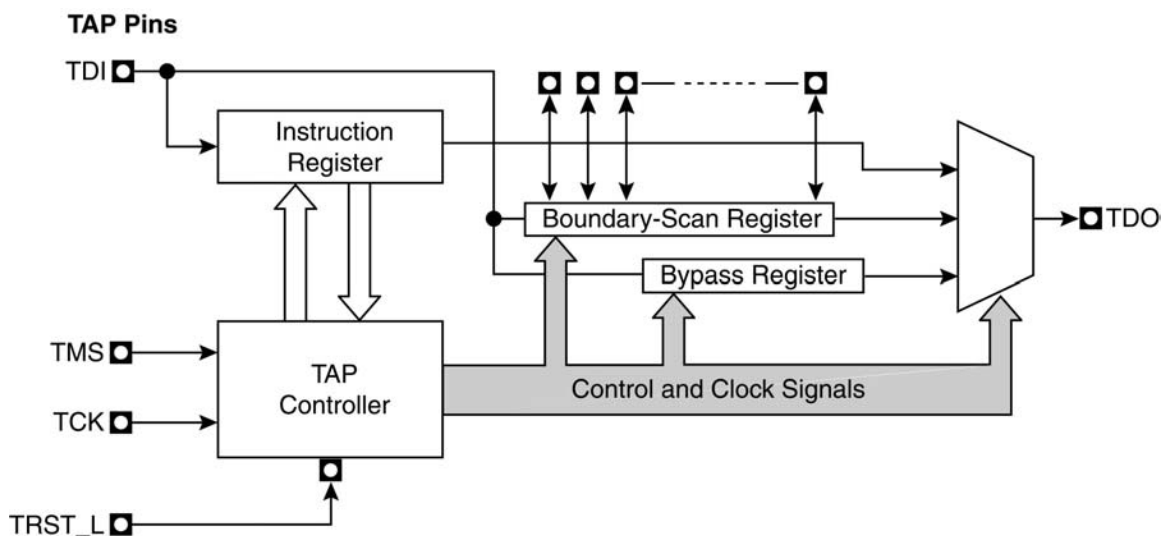 TAP Pins
TDI
Instruction
Register
Boundary-Scan Register
TDO
Bypass Register
TMS
TAP
Controller
Control and Clock Signals
TCK
TRST_L